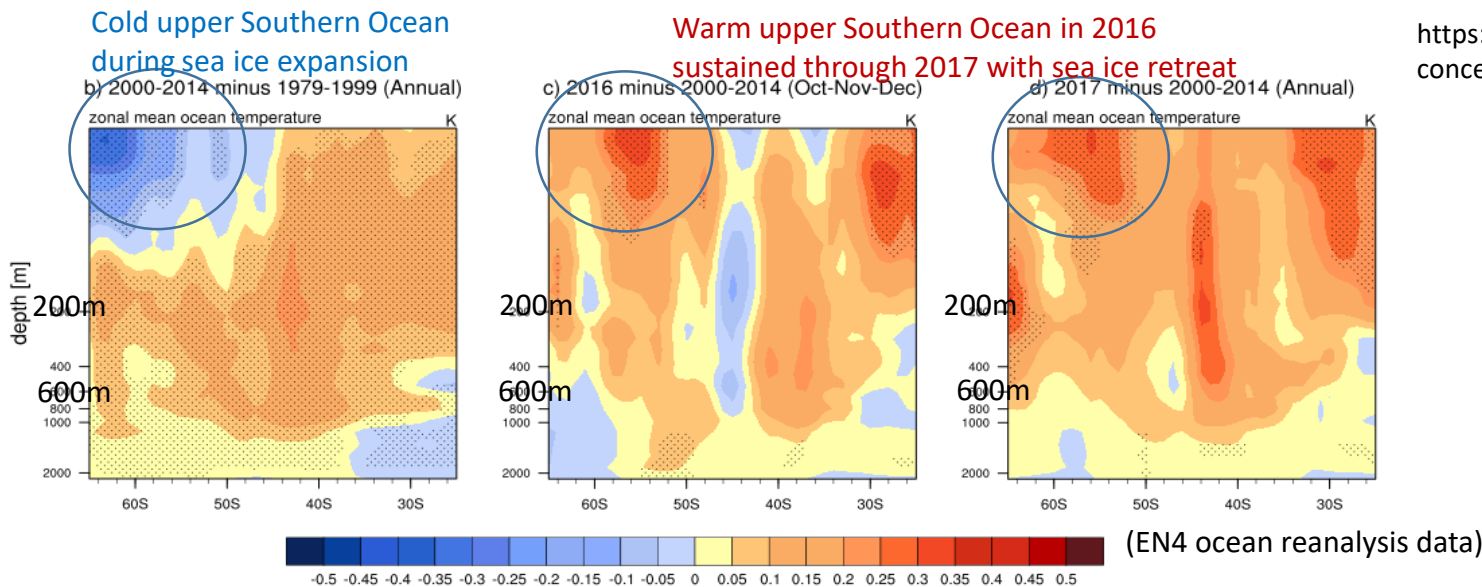 Cold upper Southern Ocean
during sea ice expansion
Warm upper Southern Ocean in 2016
sustained through 2017 with sea ice retreat
https:
conce
b) 2000-2014 minus 1979-1999 (Annual)
zonal mean ocean temperature K
c) 2016 minus 2000-2014 (Oct-Nov-Dec)
zonal mean ocean temperature K
d) 2017 minus 2000-2014 (Annual)
zonal mean ocean temperature K
depth [m]
200m
200
400
600m
800
1000
2000
60S 50S 40S 30S
200m
200
400
600m
800
1000
2000
60S 50S 40S 30S
200m
200
400
600m
800
1000
2000
60S 50S 40S 30S
-0.5 -0.45 -0.4 -0.35 -0.3 -0.25 -0.2 -0.15 -0.1 -0.05 0 0.05 0.1 0.15 0.2 0.25 0.3 0.35 0.4 0.45 0.5
(EN4 ocean reanalysis data)